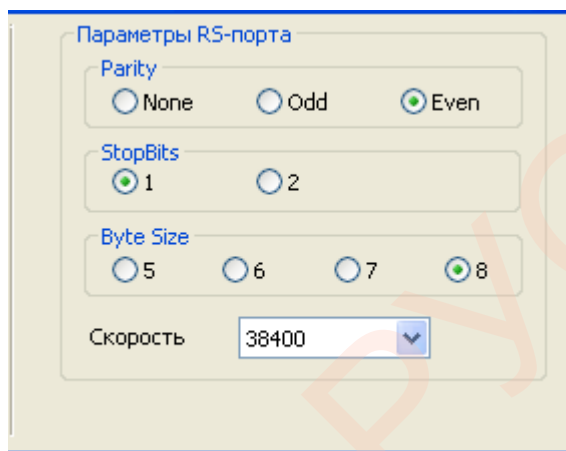 Параметры RS-порта
Parity
None Odd Even
StopBits
1 2
Byte Size
5 6 7 8
Скорость 38400